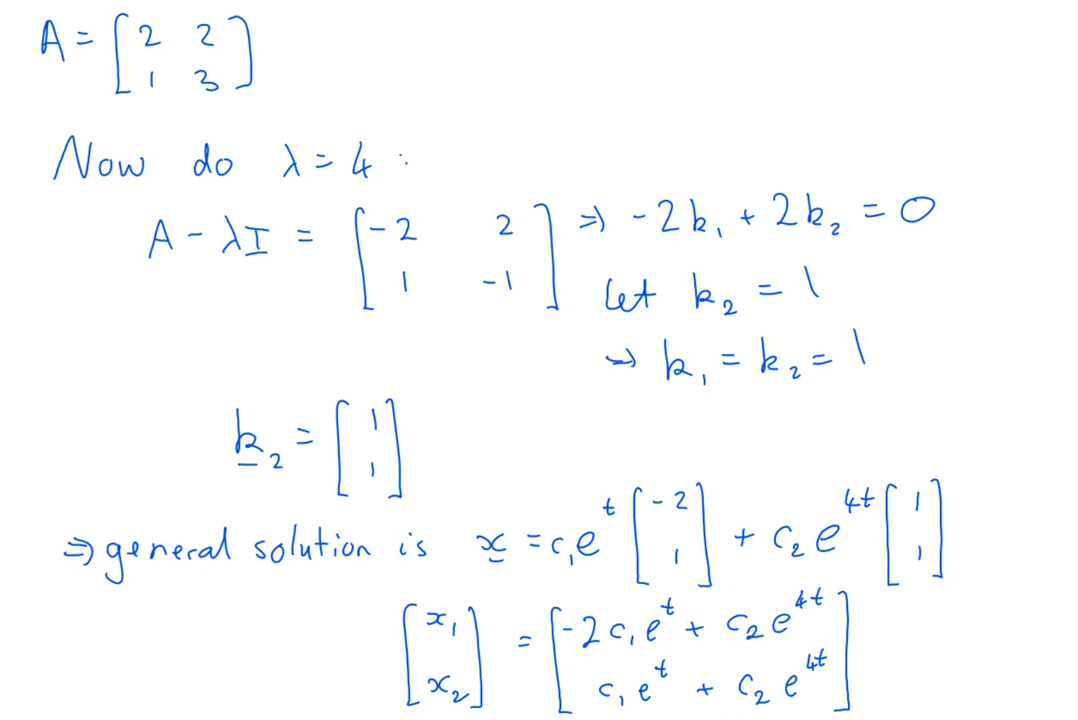 A = [2 2; 1 3]
Now do λ = 4 :
A - λI = [-2 2; 1 -1] ⇒ -2k₁ + 2k₂ = 0
Let k₂ = 1
⇒ k₁ = k₂ = 1
k₂ = [1; 1]
⇒ general solution is x = c₁e^t [-2; 1] + c₂e^4t [1; 1]
[x₁; x₂] = [-2c₁e^t + c₂e^4t; c₁e^t + c₂e^4t]